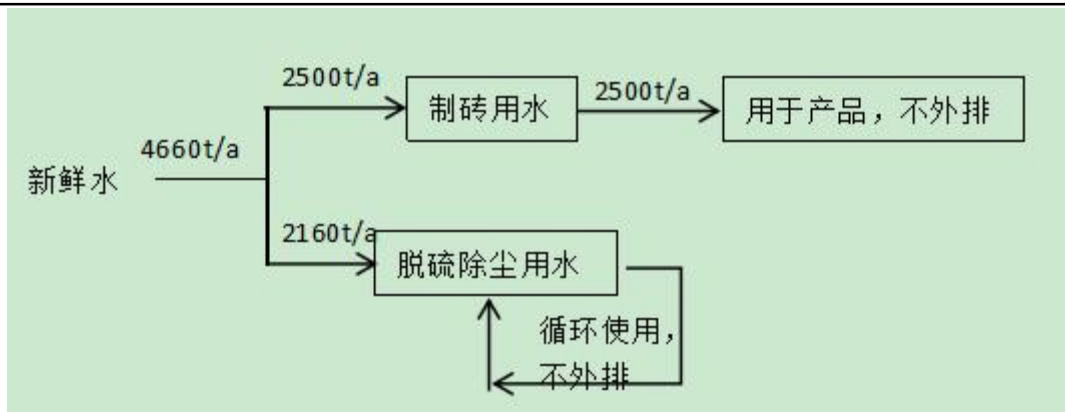 2500t/a
制砖用水
2500t/a
用于产品，不外排
4660t/a
新鲜水
2160t/a
脱硫除尘用水
循环使用，
不外排